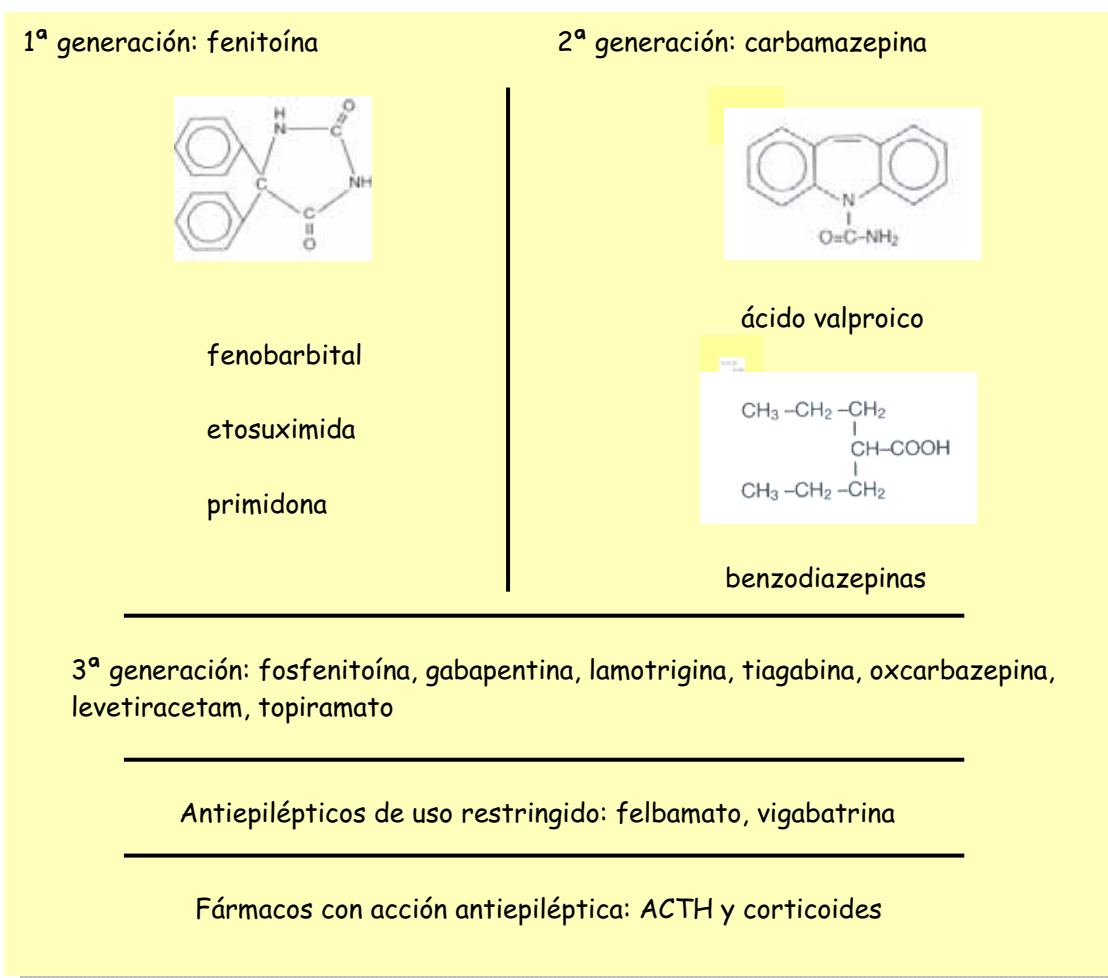 1ª generación: fenitoína
H
N
O
C
NH
C
C
O
fenobarbital
etosuximida
primidona
2ª generación: carbamazepina
N
O=C–NH₂
ácido valproico
CH₃ –CH₂ –CH₂
CH–COOH
CH₃ –CH₂ –CH₂
benzodiazepinas
3ª generación: fosfenitoína, gabapentina, lamotrigina, tiagabina, oxcarbazepina,
levetiracetam, topiramato
Antiepilépticos de uso restringido: felbamato, vigabatrina
Fármacos con acción antiepiléptica: ACTH y corticoides